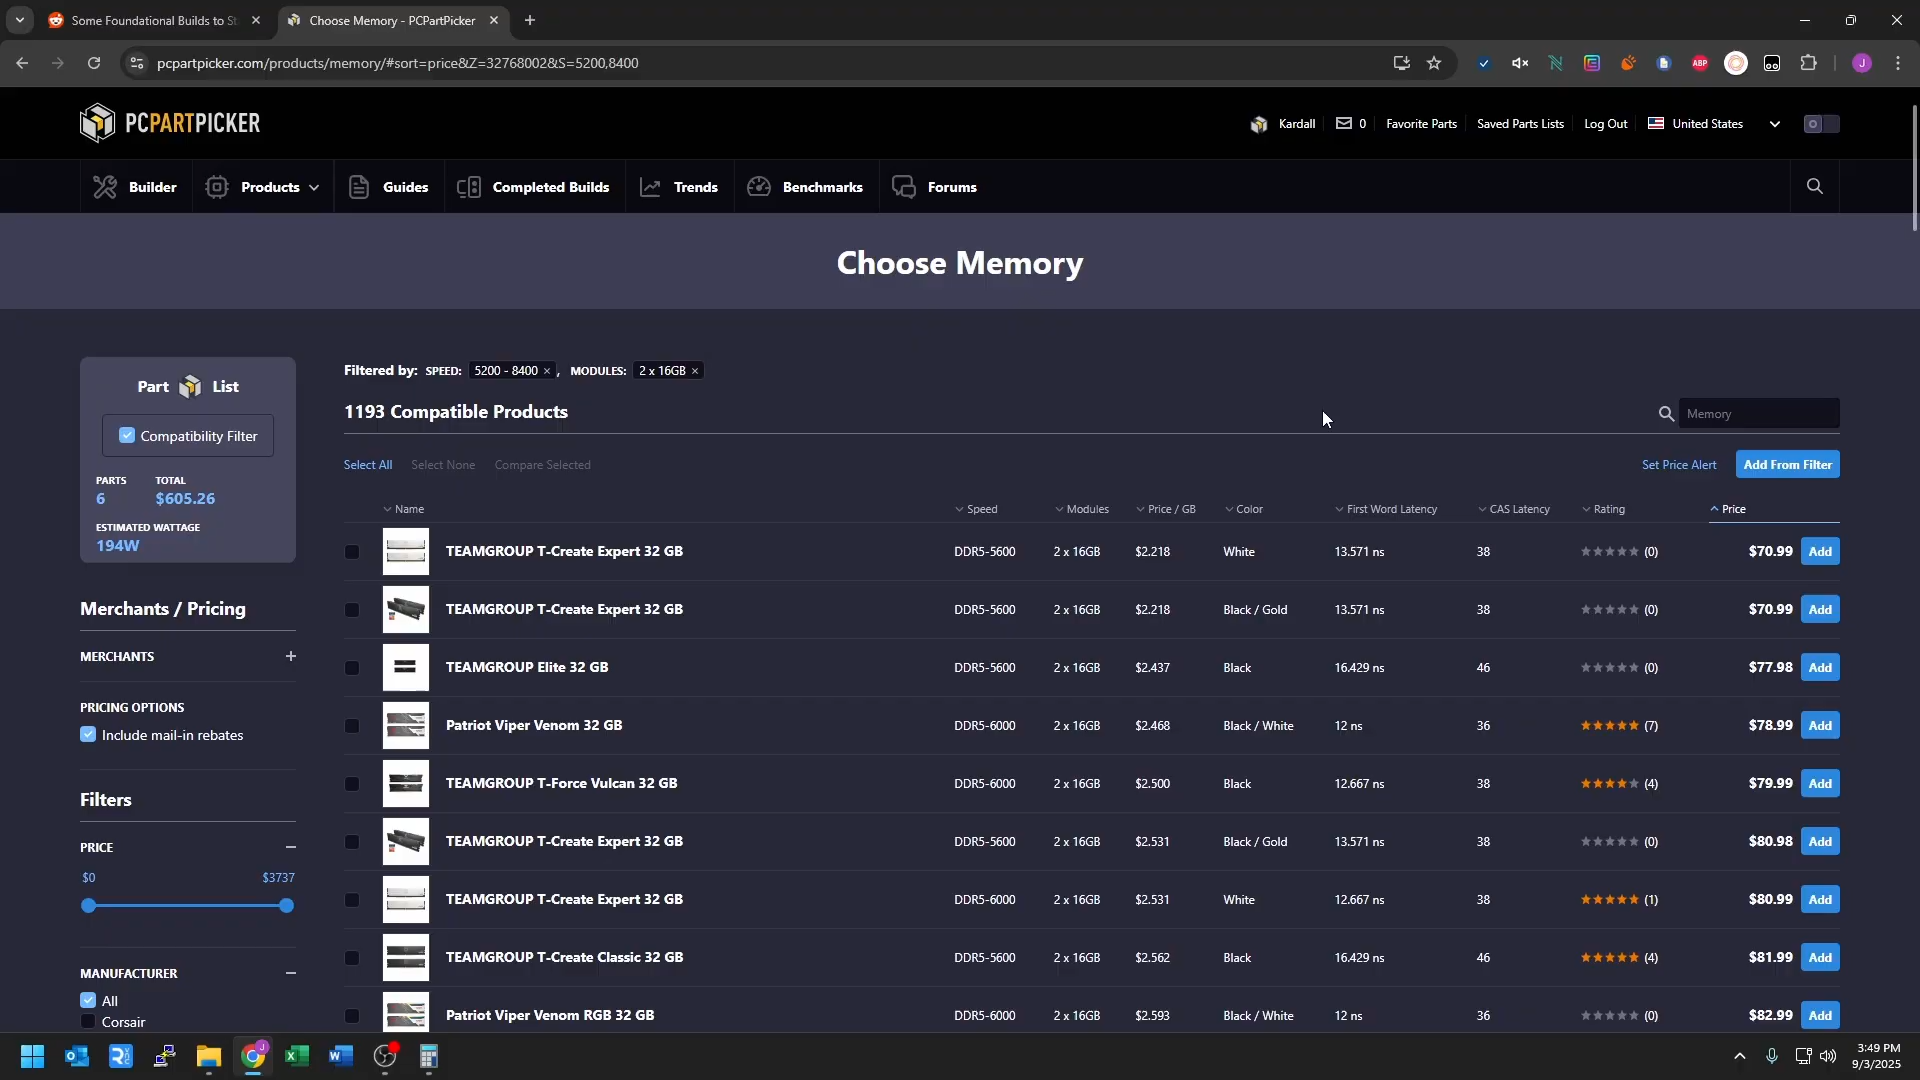 Some Foundational Builds to St
Choose Memory - PCPartPicker
pcpartpicker.com/products/memory/#sort=price&Z=32768002&S=5200,8400
ABP
J
PCPARTPICKER
Kardall
0
Favorite Parts
Saved Parts Lists
Log Out
United States
Builder
Products
Guides
Completed Builds
Trends
Benchmarks
Forums
Choose Memory
Part List
Compatibility Filter
PARTS TOTAL
6 $605.26
ESTIMATED WATTAGE
194W
Merchants / Pricing
MERCHANTS +
PRICING OPTIONS
Include mail-in rebates
Filters
PRICE
$0 $3737
MANUFACTURER
All
Corsair
Filtered by: SPEED: 5200 - 8400 ×, MODULES: 2 x 16GB ×
1193 Compatible Products
Memory
Select All Select None Compare Selected Set Price Alert Add From Filter
Name Speed Modules Price / GB Color First Word Latency CAS Latency Rating Price
TEAMGROUP T-Create Expert 32 GB DDR5-5600 2 x 16GB $2.218 White 13.571 ns 38 (0) $70.99 Add
TEAMGROUP T-Create Expert 32 GB DDR5-5600 2 x 16GB $2.218 Black / Gold 13.571 ns 38 (0) $70.99 Add
TEAMGROUP Elite 32 GB DDR5-5600 2 x 16GB $2.437 Black 16.429 ns 46 (0) $77.98 Add
Patriot Viper Venom 32 GB DDR5-6000 2 x 16GB $2.468 Black / White 12 ns 36 (7) $78.99 Add
TEAMGROUP T-Force Vulcan 32 GB DDR5-6000 2 x 16GB $2.500 Black 12.667 ns 38 (4) $79.99 Add
TEAMGROUP T-Create Expert 32 GB DDR5-5600 2 x 16GB $2.531 Black / Gold 13.571 ns 38 (0) $80.98 Add
TEAMGROUP T-Create Expert 32 GB DDR5-6000 2 x 16GB $2.531 White 12.667 ns 38 (1) $80.99 Add
TEAMGROUP T-Create Classic 32 GB DDR5-5600 2 x 16GB $2.562 Black 16.429 ns 46 (4) $81.99 Add
Patriot Viper Venom RGB 32 GB DDR5-6000 2 x 16GB $2.593 Black / White 12 ns 36 (0) $82.99 Add
3:49 PM
9/3/2025